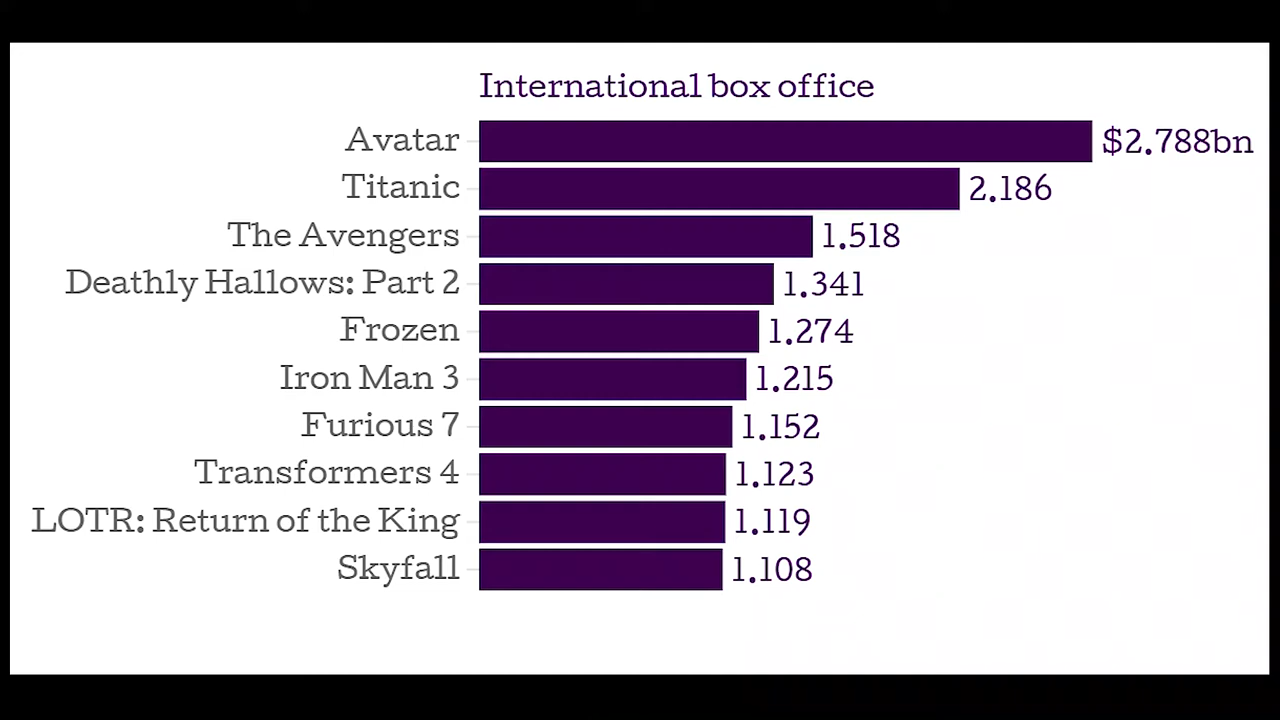 International box office
Avatar $2.788bn
Titanic 2.186
The Avengers 1.518
Deathly Hallows: Part 2 1.341
Frozen 1.274
Iron Man 3 1.215
Furious 7 1.152
Transformers 4 1.123
LOTR: Return of the King 1.119
Skyfall 1.108